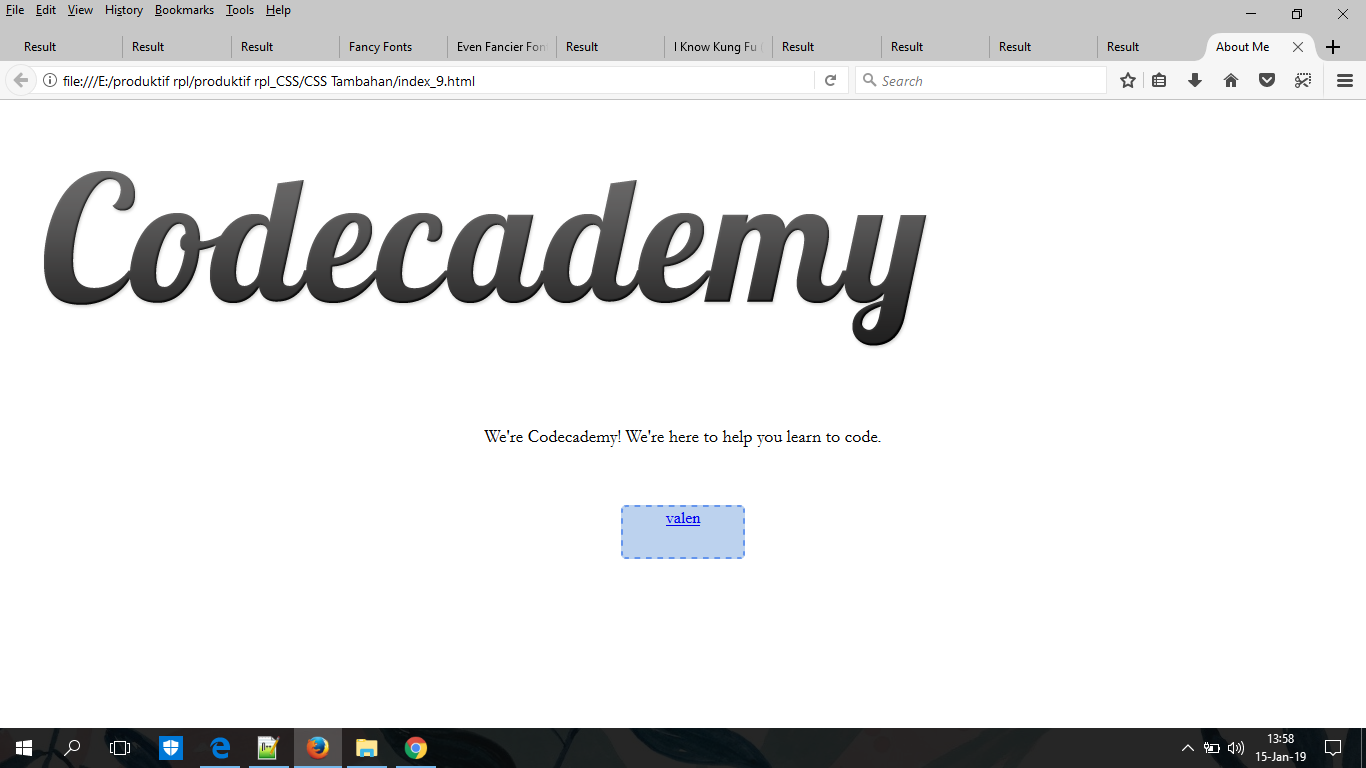 File Edit View History Bookmarks Tools Help
Result Result Result Fancy Fonts Even Fancier Fon Result I Know Kung Fu Result Result Result Result About Me
file:///E:/produktif rpl/produktif rpl_CSS/CSS Tambahan/index_9.html Search
Codecademy
We're Codecademy! We're here to help you learn to code.
valen
13:58
15-Jan-19